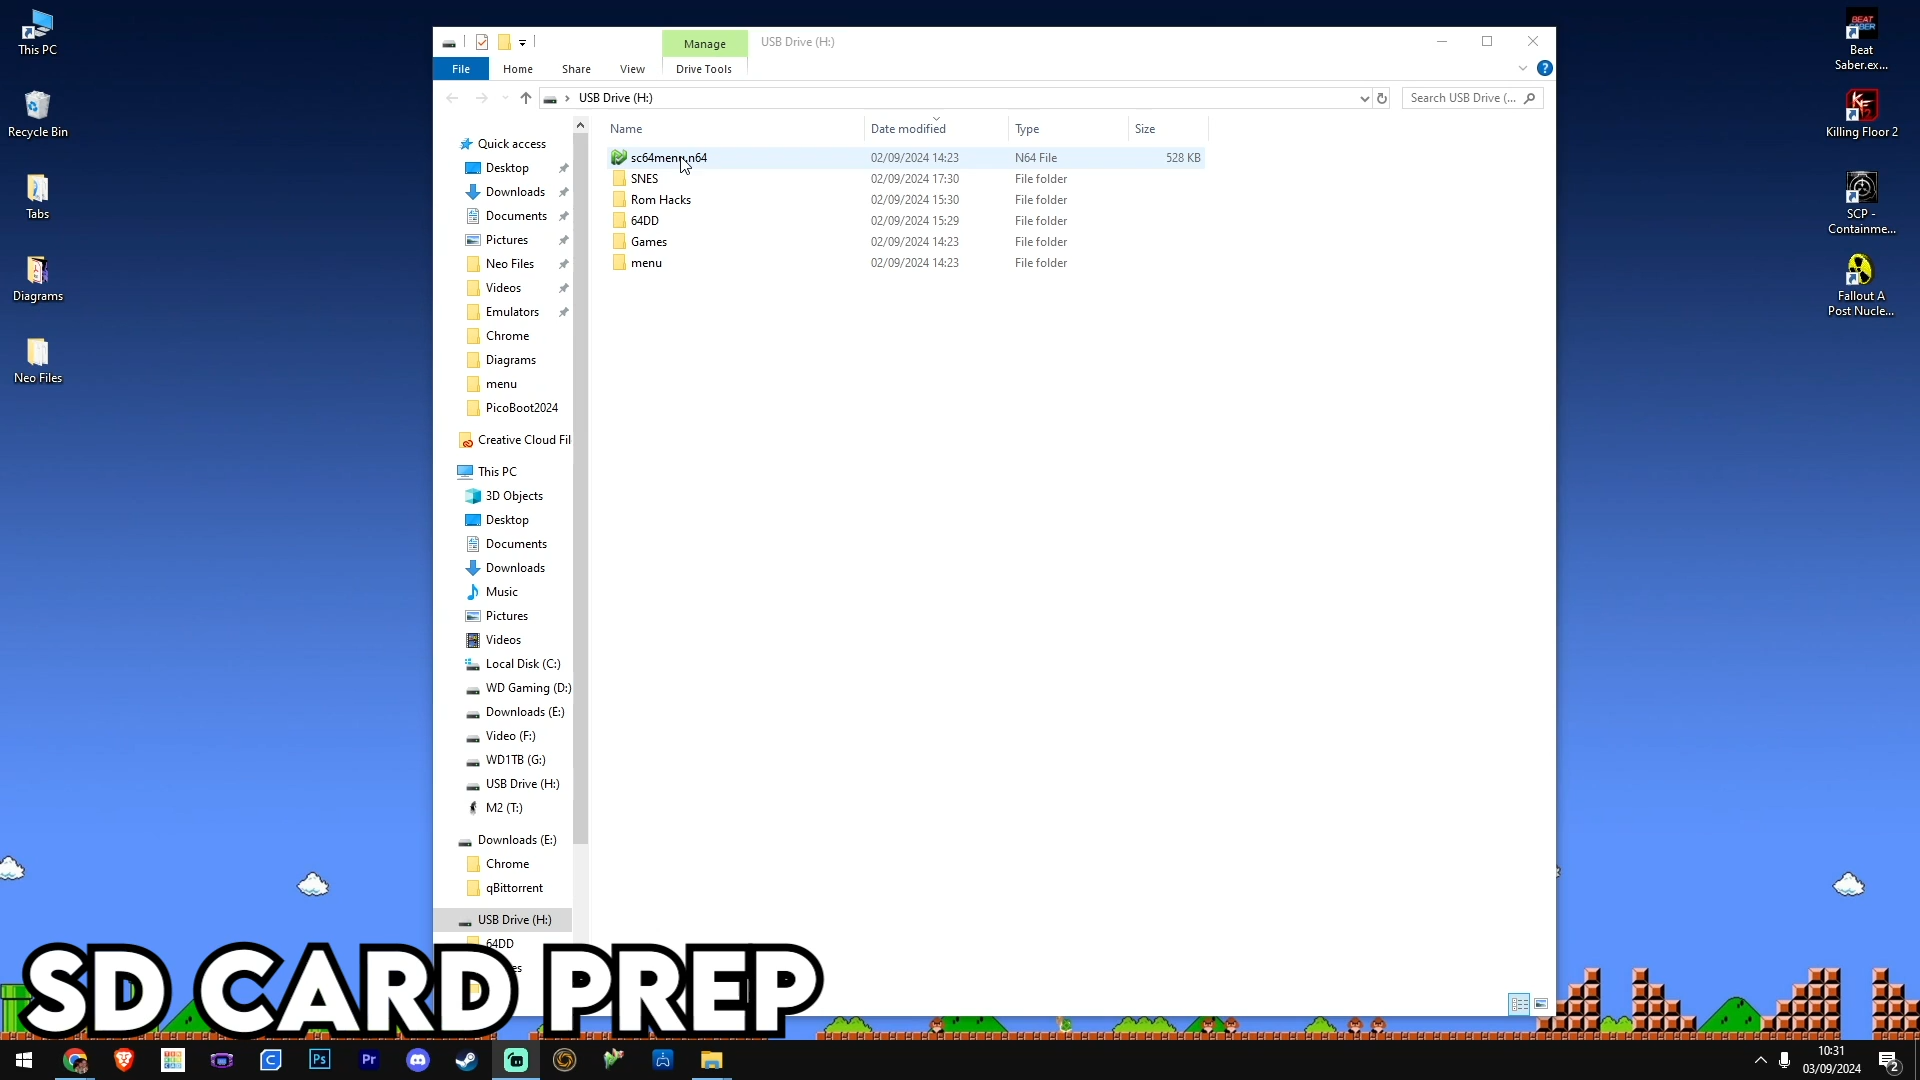 This PC
Recycle Bin
Tabs
Diagrams
Neo Files
Manage
USB Drive (H:)
File
Home
Share
View
Drive Tools
USB Drive (H:)
Search USB Drive (...
Name
Date modified
Type
Size
sc64menu.n64 02/09/2024 14:23 N64 File 528 KB
SNES 02/09/2024 17:30 File folder
Rom Hacks 02/09/2024 15:30 File folder
64DD 02/09/2024 15:29 File folder
Games 02/09/2024 14:23 File folder
menu 02/09/2024 14:23 File folder
Quick access
Desktop
Downloads
Documents
Pictures
Neo Files
Videos
Emulators
Chrome
Diagrams
menu
PicoBoot2024
Creative Cloud Fil
This PC
3D Objects
Desktop
Documents
Downloads
Music
Pictures
Videos
Local Disk (C:)
WD Gaming (D:)
Downloads (E:)
Video (F:)
WD1TB (G:)
USB Drive (H:)
M2 (T:)
Downloads (E:)
Chrome
qBittorrent
USB Drive (H:)
64DD
SD CARD PREP
BEAT
SABER
Beat
Saber.ex...
Killing Floor 2
SCP -
Containme...
Fallout A
Post Nucle...
Ps
Pr
10:31
03/09/2024
2